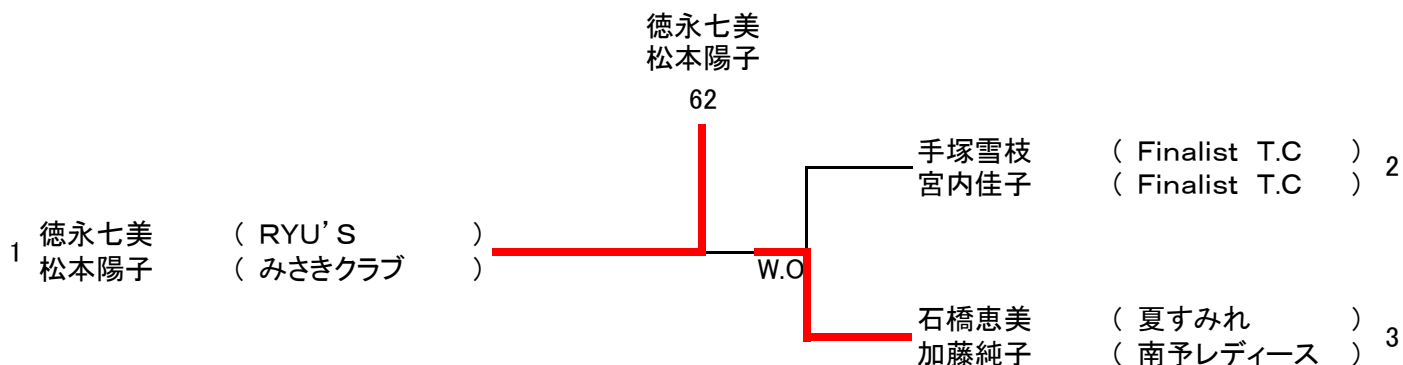 徳永七美
松本陽子
62
手塚雪枝 ( Finalist T.C ) 2
宮内佳子 ( Finalist T.C )
1 徳永七美 ( RYU'S )
松本陽子 ( みさきクラブ )
W.O
石橋恵美 ( 夏すみれ ) 3
加藤純子 ( 南予レディース )